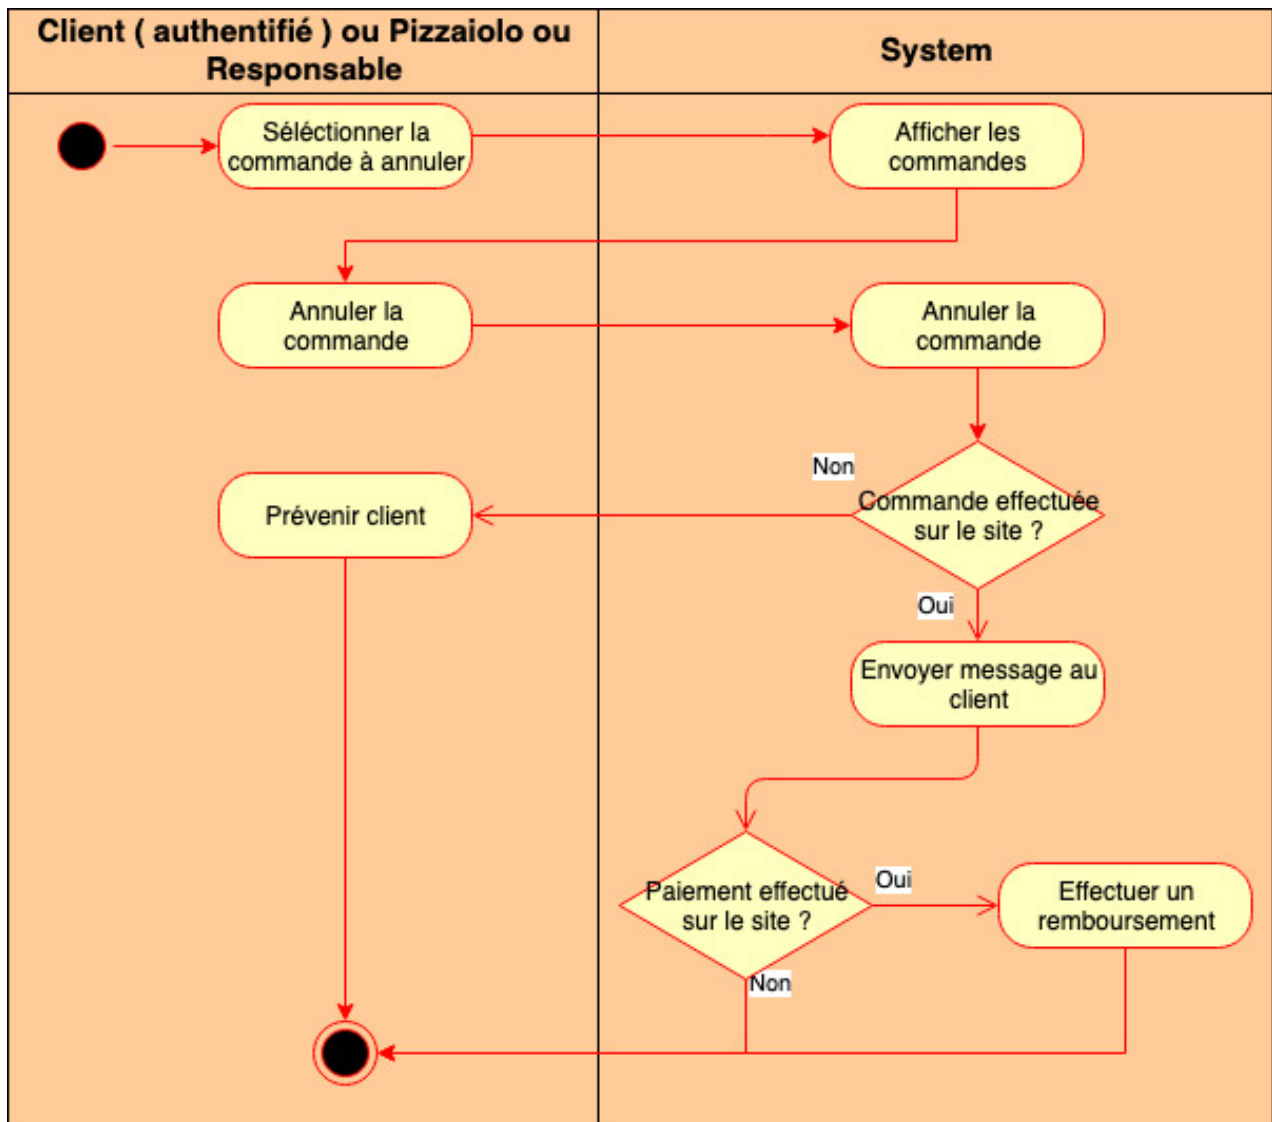 Client ( authentifié ) ou Pizzaiolo ou
Responsable
System
Séléctionner la
commande à annuler
Afficher les
commandes
Annuler la
commande
Annuler la
commande
Non
Commande effectuée
sur le site ?
Prévenir client
Oui
Envoyer message au
client
Paiement effectué
sur le site ?
Oui
Effectuer un
remboursement
Non